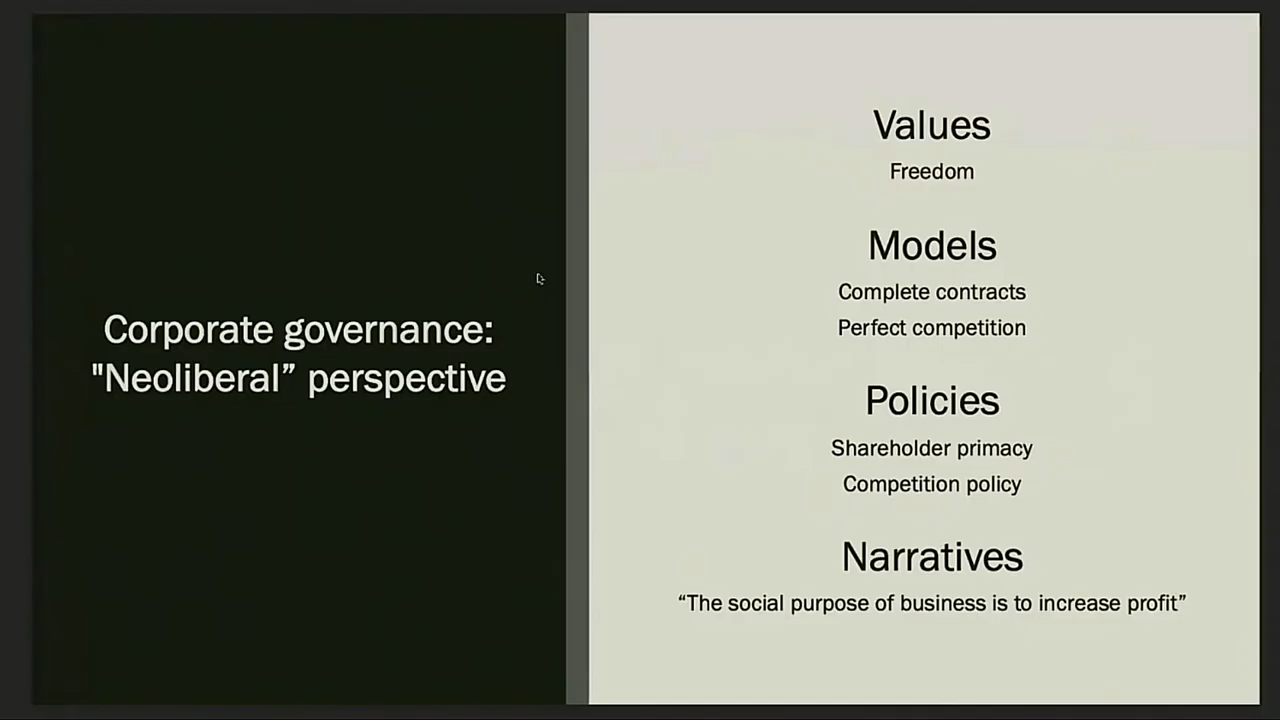 Corporate governance:
"Neoliberal” perspective
Values
Freedom
Models
Complete contracts
Perfect competition
Policies
Shareholder primacy
Competition policy
Narratives
“The social purpose of business is to increase profit”